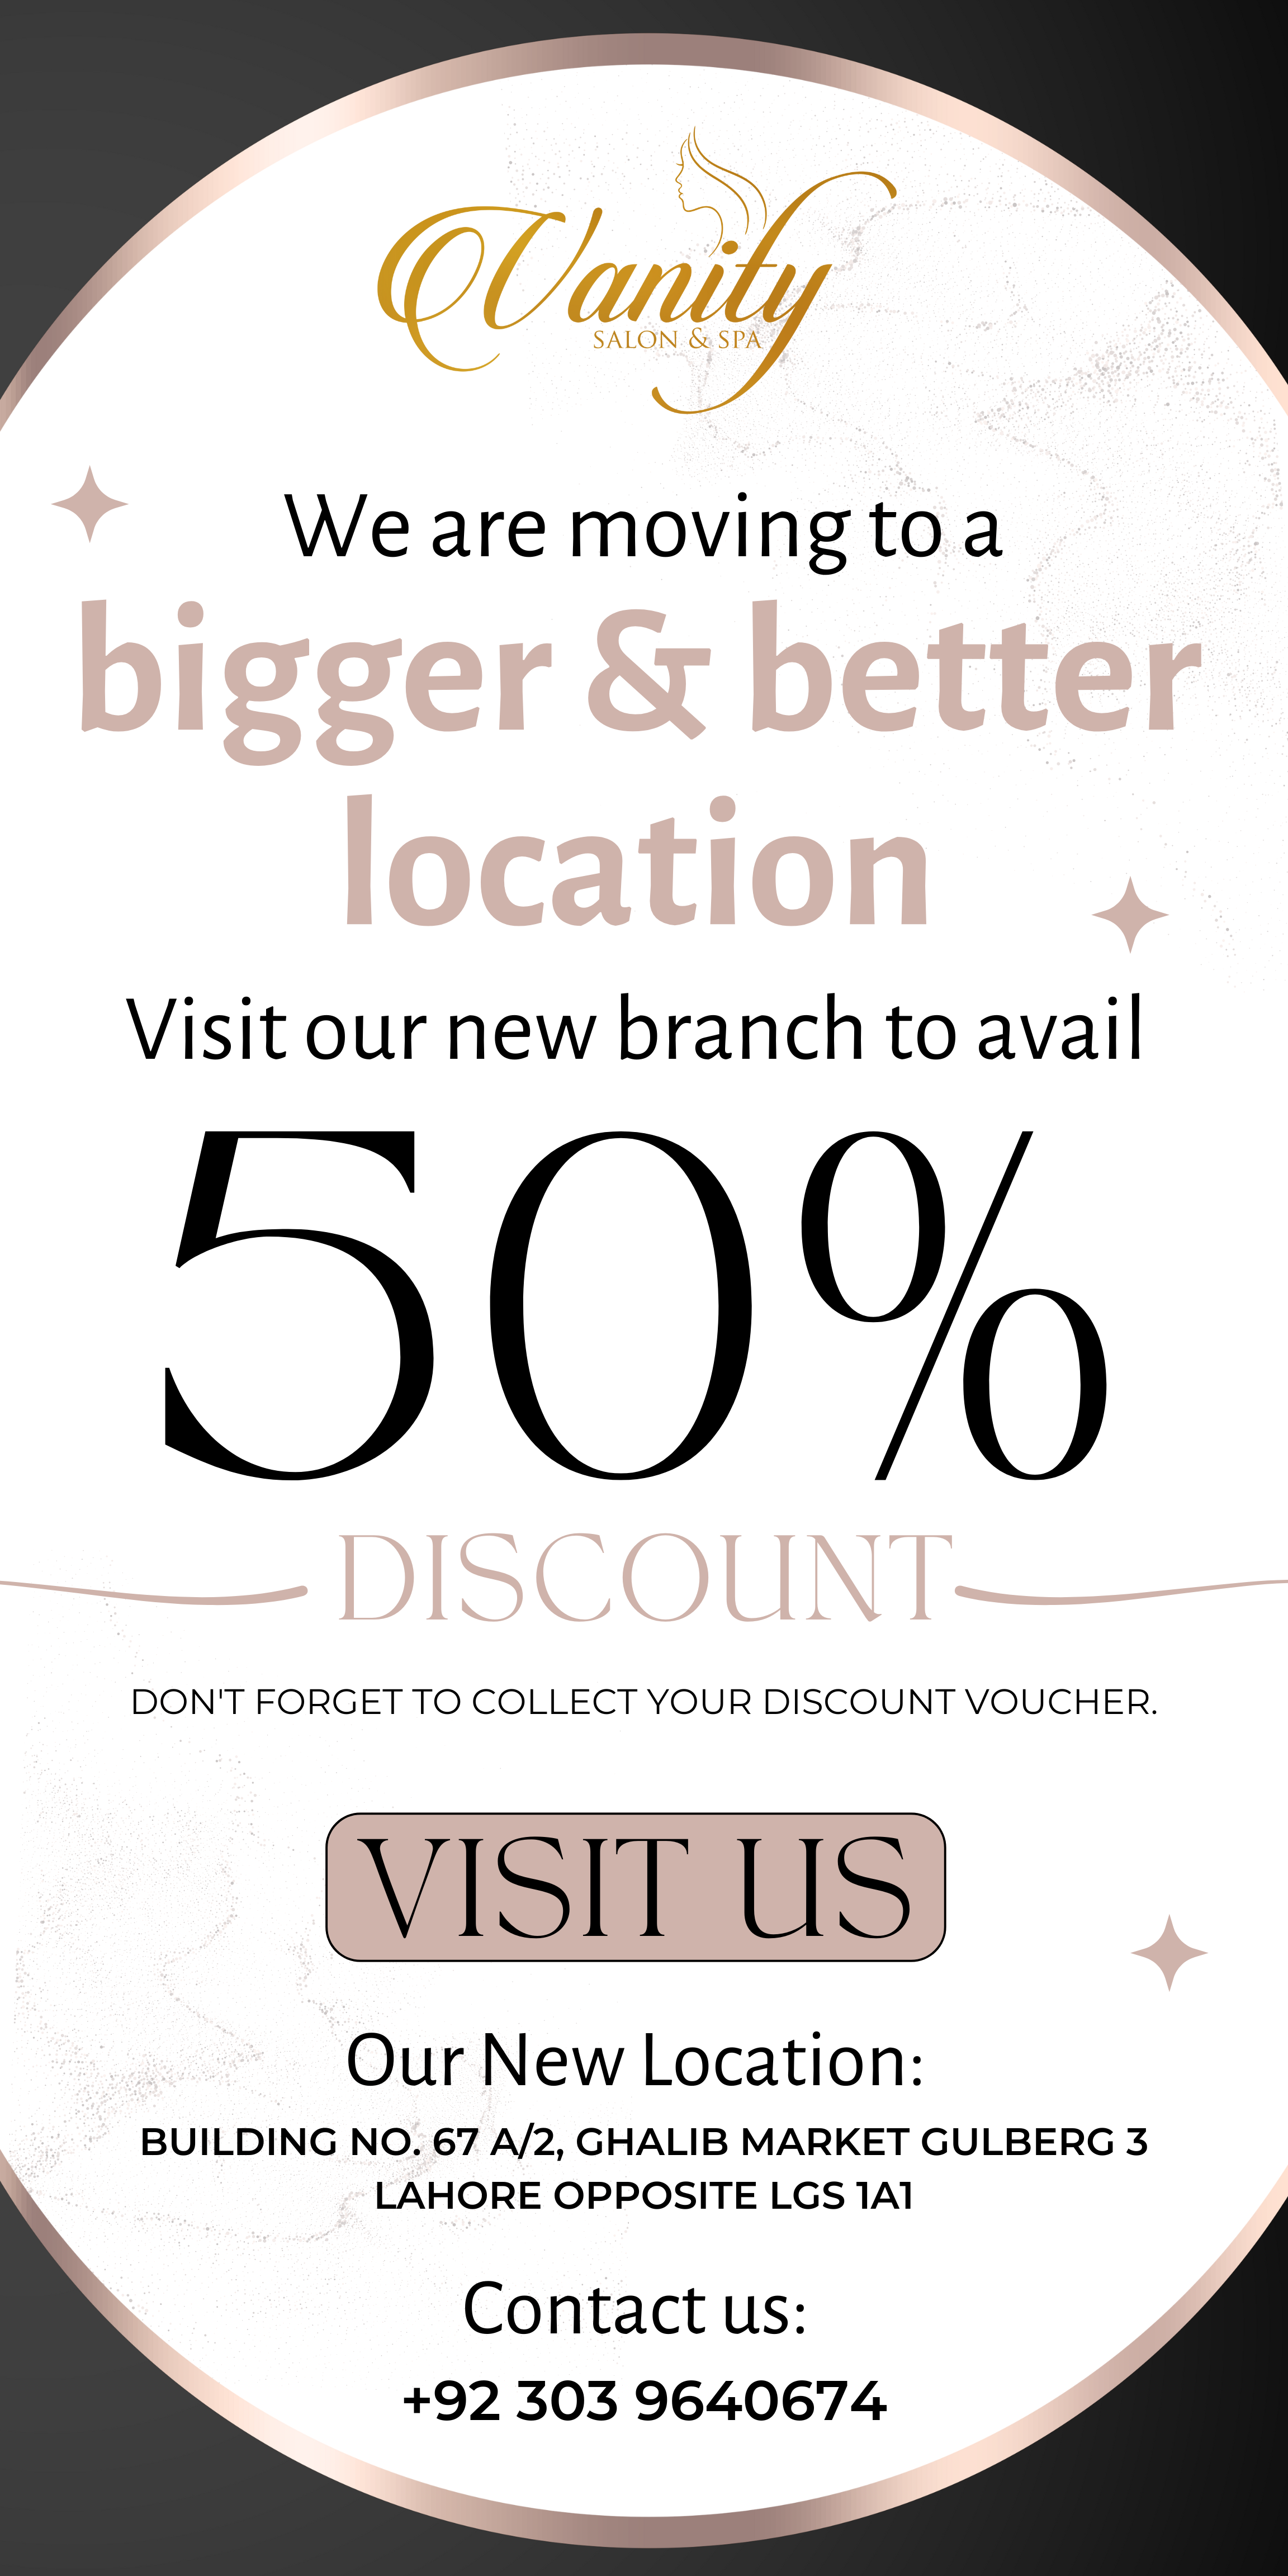 Vanity
SALON & SPA
We are moving to a
bigger & better
location
Visit our new branch to avail
50%
DISCOUNT
DON'T FORGET TO COLLECT YOUR DISCOUNT VOUCHER.
VISIT US
Our New Location:
BUILDING NO. 67 A/2, GHALIB MARKET GULBERG 3
LAHORE OPPOSITE LGS 1A1
Contact us:
+92 303 9640674